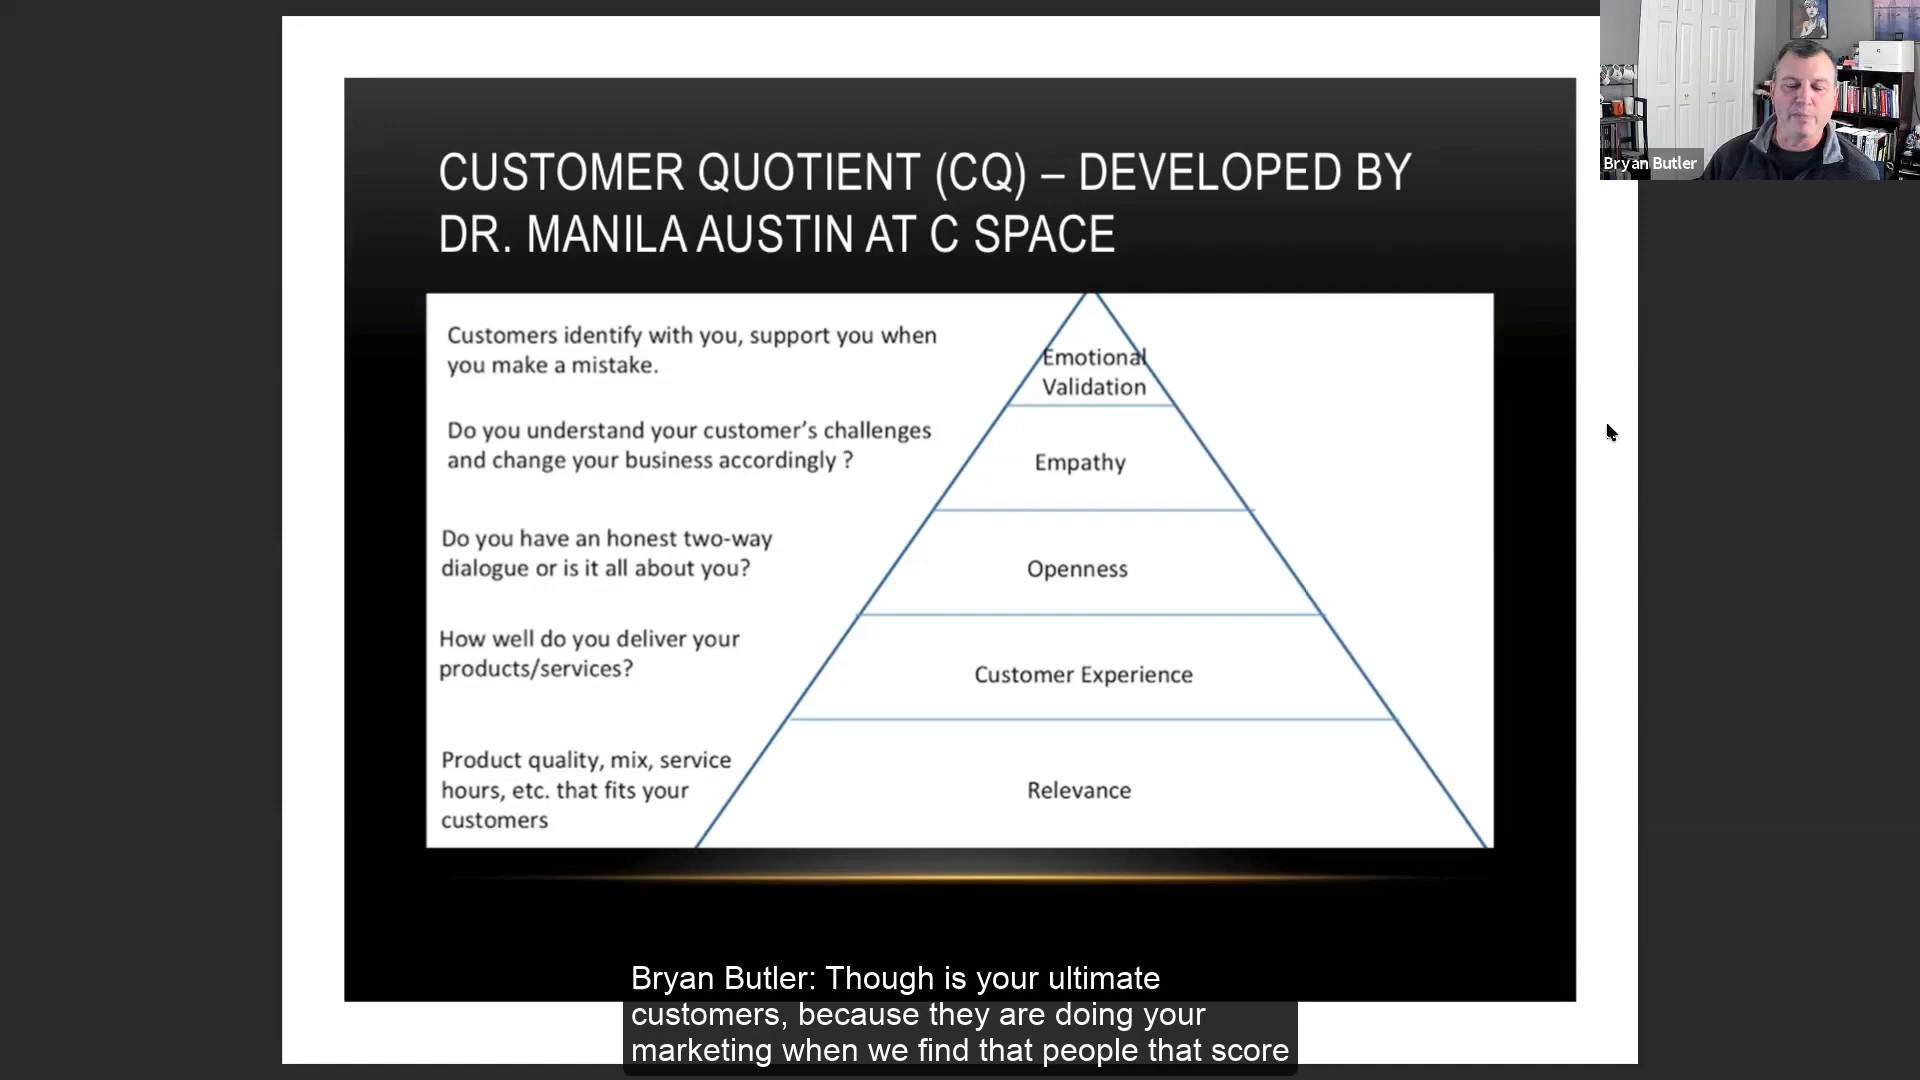 CUSTOMER QUOTIENT (CQ) – DEVELOPED BY
DR. MANILA AUSTIN AT C SPACE
Customers identify with you, support you when
you make a mistake.
Emotional
Validation
Do you understand your customer’s challenges
and change your business accordingly ?
Empathy
Do you have an honest two-way
dialogue or is it all about you?
Openness
How well do you deliver your
products/services?
Customer Experience
Product quality, mix, service
hours, etc. that fits your
customers
Relevance
Bryan Butler
Bryan Butler: Though is your ultimate
customers, because they are doing your
marketing when we find that people that score